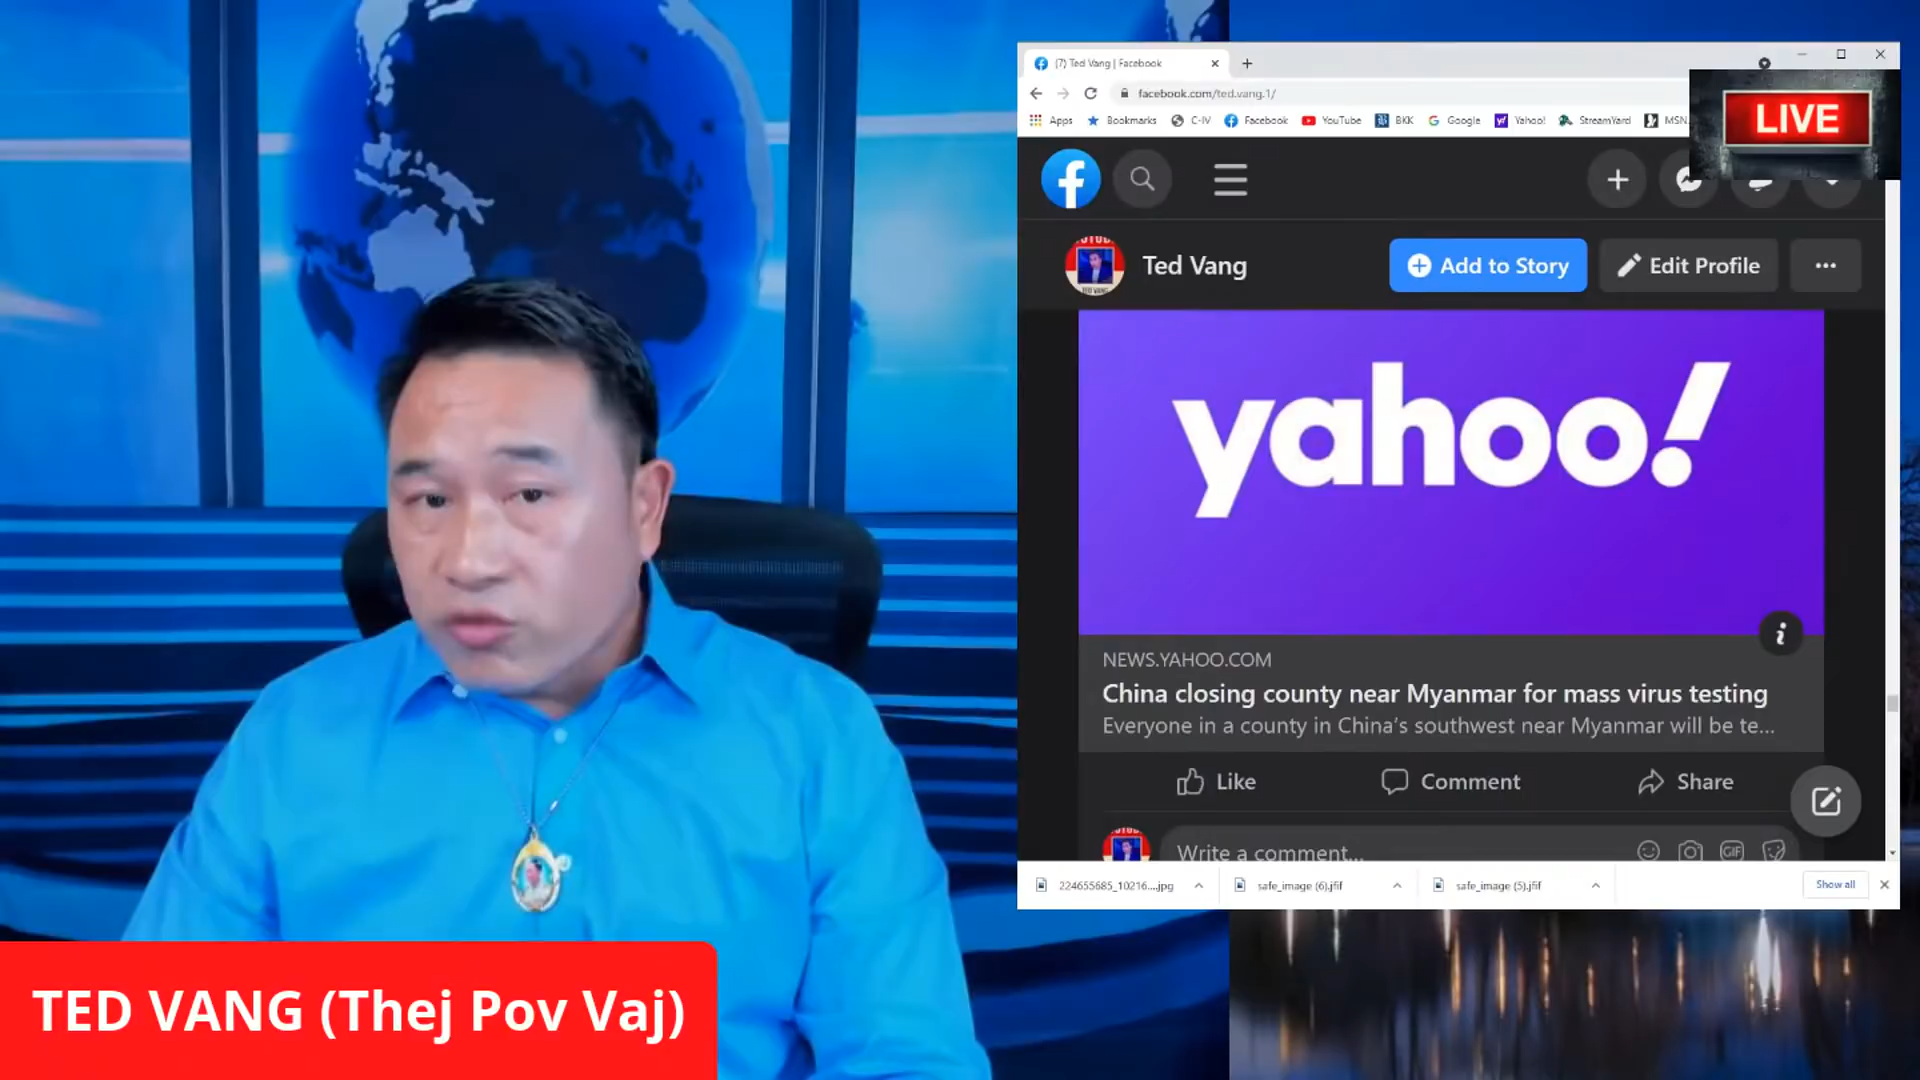 (7) Ted Vang | Facebook
facebook.com/ted.vang.1/
Apps Bookmarks C-IV Facebook YouTube BKK Google Yahoo! StreamYard MSN
LIVE
Ted Vang
Add to Story
Edit Profile
yahoo!
NEWS.YAHOO.COM
China closing county near Myanmar for mass virus testing
Everyone in a county in China's southwest near Myanmar will be te...
Like Comment Share
Write a comment...
GIF
224655685_10216....jpg safe_image (6).jfif safe_image (5).jfif Show all
TED VANG (Thej Pov Vaj)